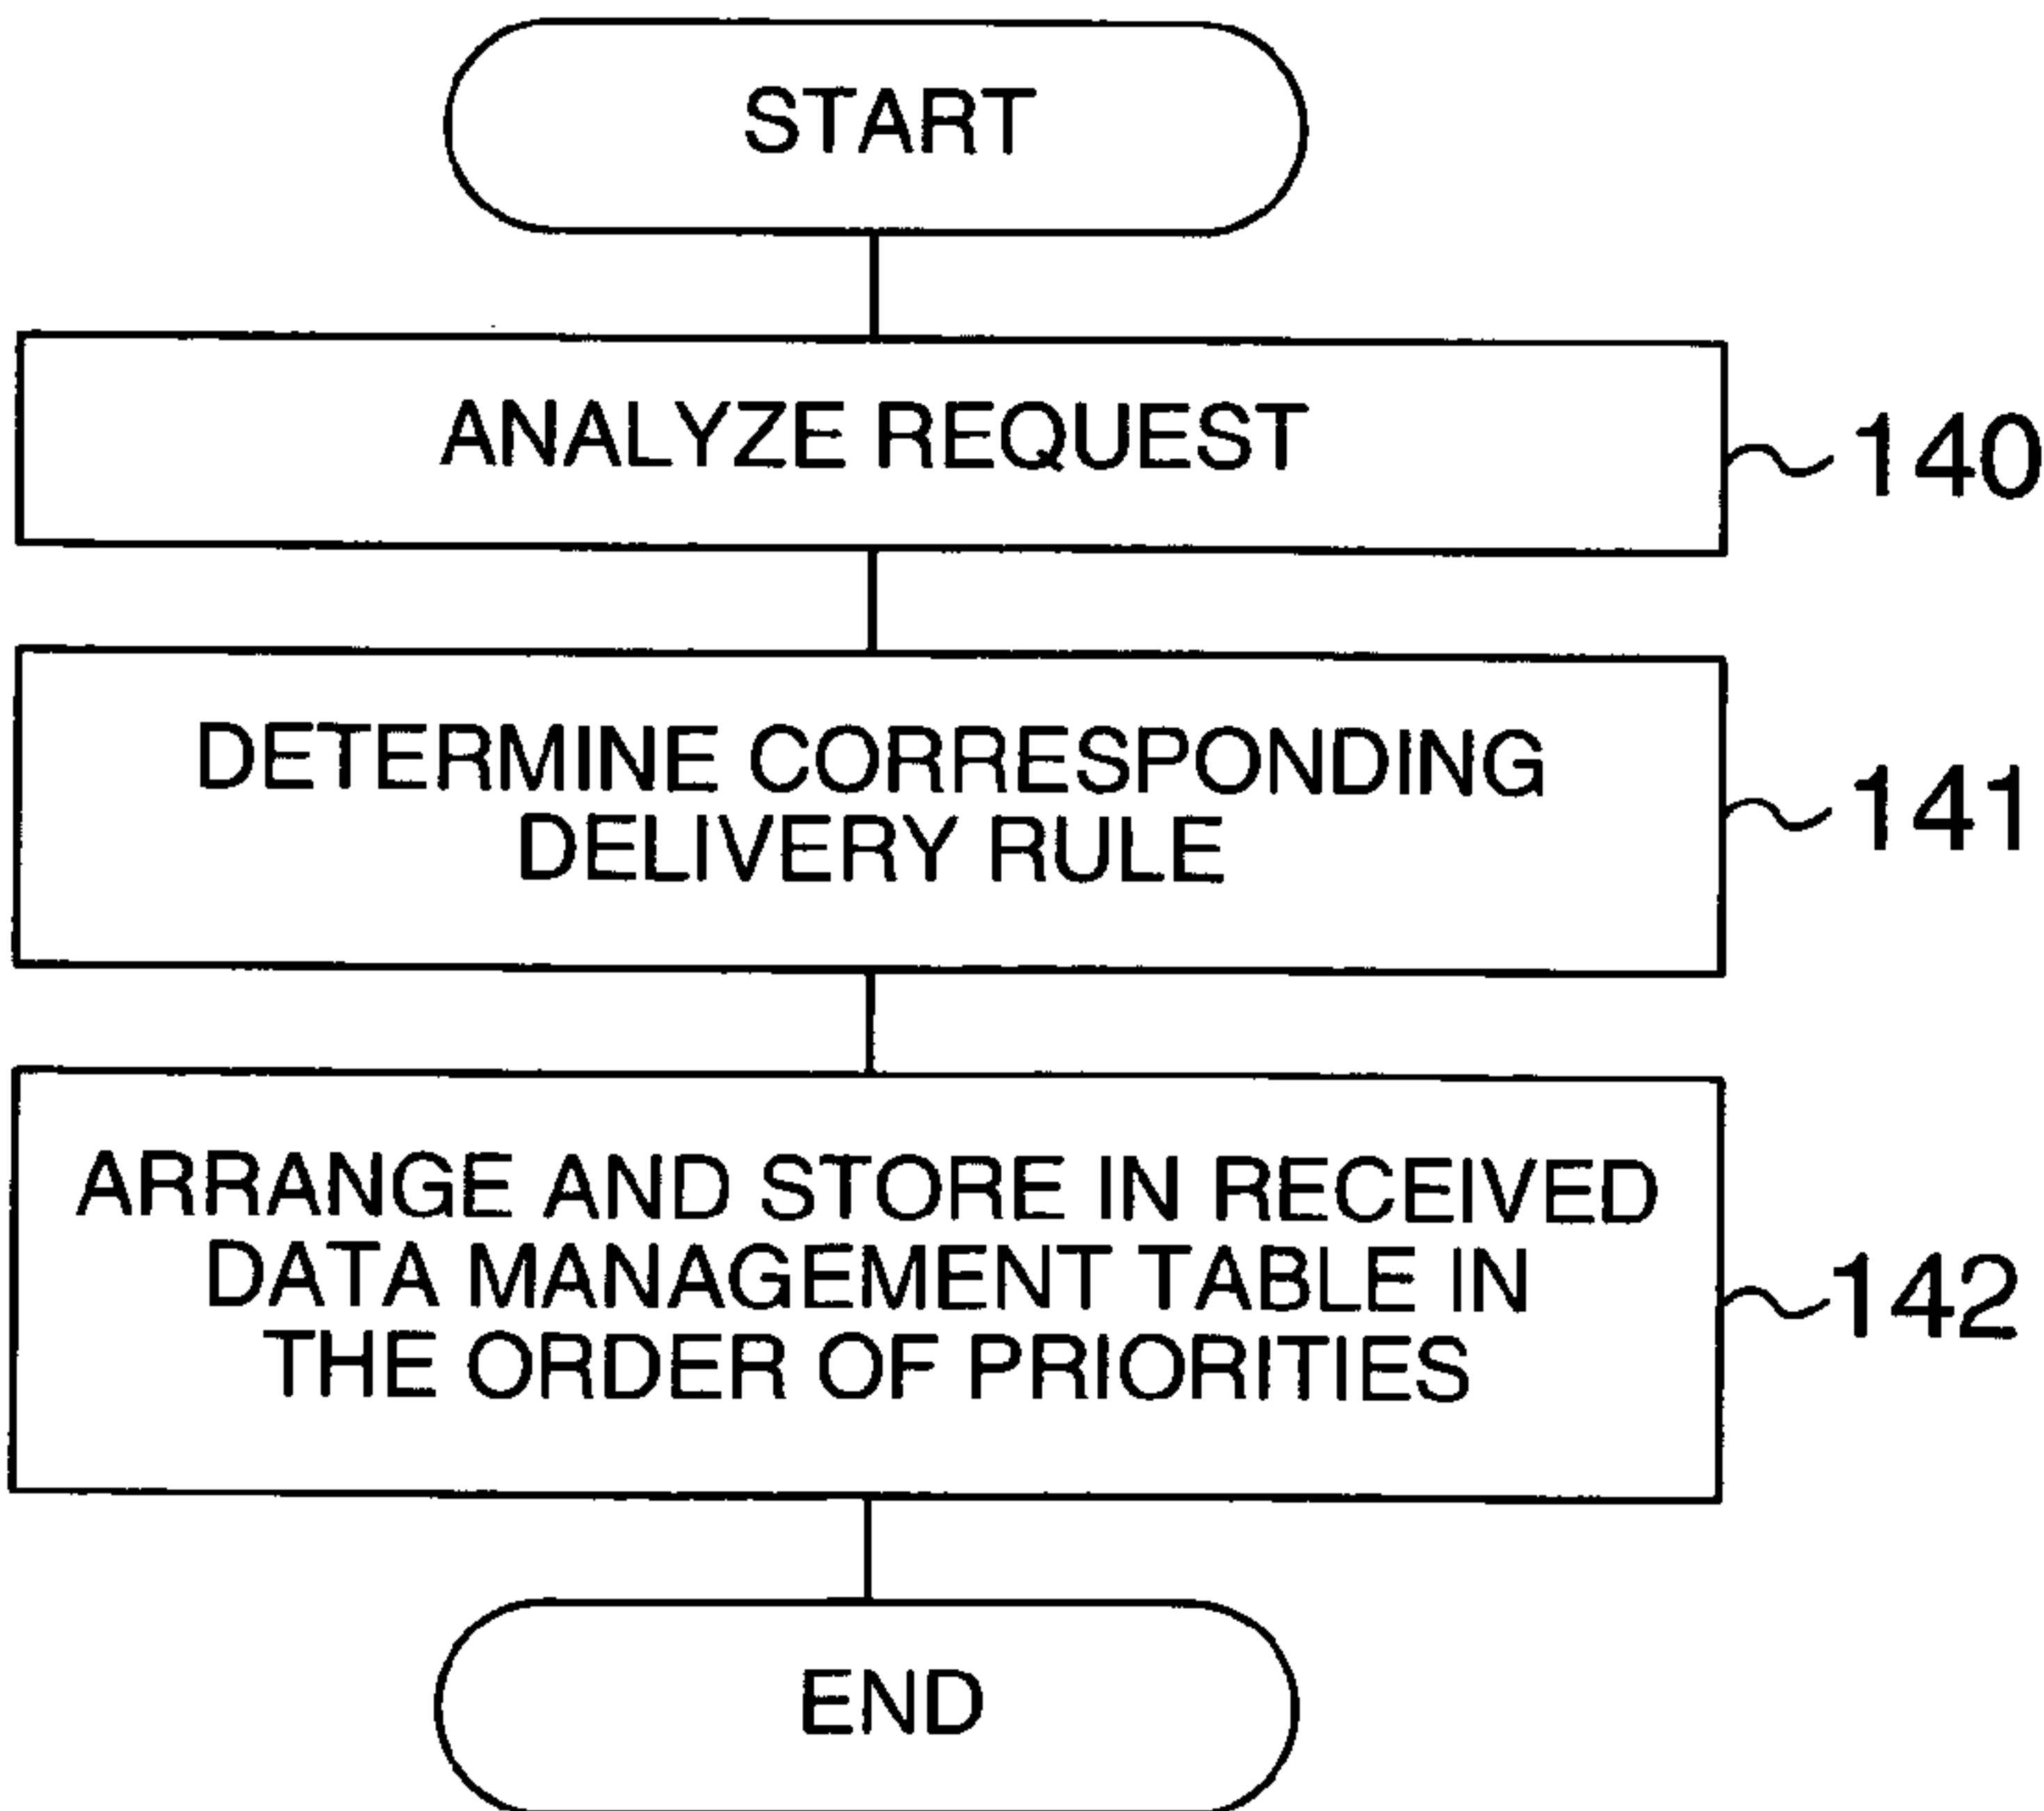 START
ANALYZE REQUEST
140
DETERMINE CORRESPONDING
DELIVERY RULE
141
ARRANGE AND STORE IN RECEIVED
DATA MANAGEMENT TABLE IN
THE ORDER OF PRIORITIES
142
END